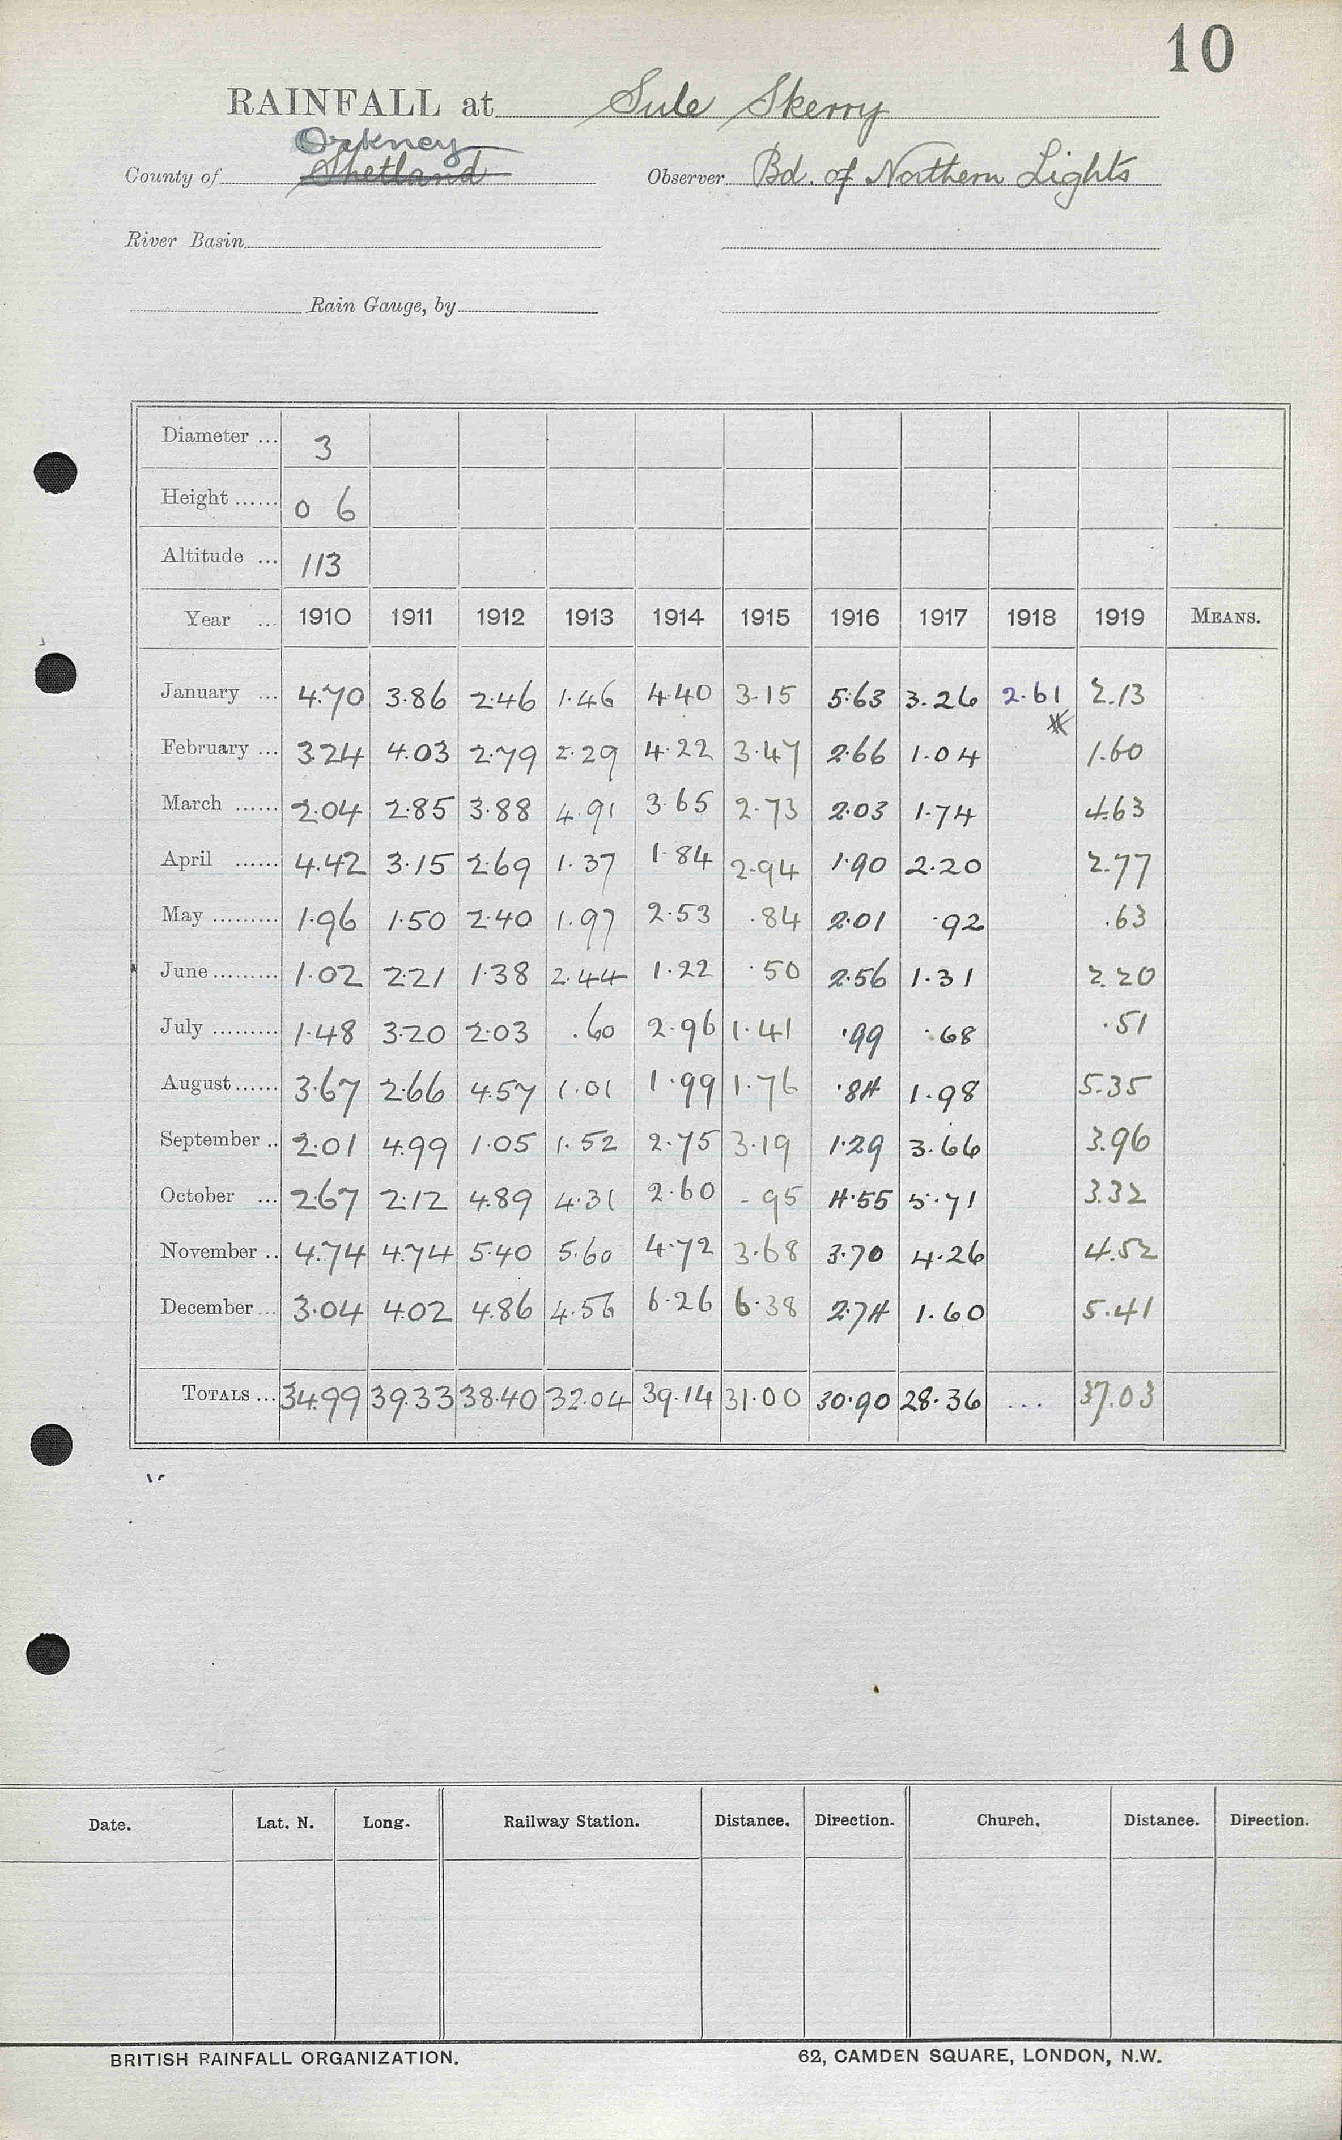 10
RAINFALL at Sule Skerry
Orkney
County of Shetland Observer Bd. of Northern Lights
River Basin
Rain Gauge, by
Diameter ... 3
Height ...... 0 6
Altitude ... 113
Year ... 1910 1911 1912 1913 1914 1915 1916 1917 1918 1919 MEANS.
January ... 4.70 3.86 2.46 1.46 4.40 3.15 5.63 3.26 2.61 2.13
February ... 3.24 4.03 2.79 2.29 4.22 3.47 2.66 1.04 1.60
March ...... 2.04 2.85 3.88 4.91 3.65 2.73 2.03 1.74 4.63
April ...... 4.42 3.15 2.69 1.37 1.84 2.94 1.90 2.20 2.77
May ......... 1.96 1.50 2.40 1.97 2.53 .84 2.01 .92 .63
June ......... 1.02 2.21 1.38 2.44 1.22 .50 2.56 1.31 2.20
July ......... 1.48 3.20 2.03 .60 2.96 1.41 .99 .68 .51
August ...... 3.67 2.66 4.57 1.01 1.99 1.76 .84 1.98 5.35
September .. 2.01 4.99 1.05 1.52 2.75 3.19 1.29 3.66 3.96
October ... 2.67 2.12 4.89 4.31 2.60 .95 4.55 5.71 3.32
November .. 4.74 4.74 5.40 5.60 4.72 3.68 3.70 4.26 4.52
December ... 3.04 4.02 4.86 4.56 6.26 6.38 2.74 1.60 5.41
TOTALS ... 34.99 39.33 38.40 32.04 39.14 31.00 30.90 28.36 ... 37.03
Date. Lat. N. Long. Railway Station. Distance. Direction. Church. Distance. Direction.
BRITISH RAINFALL ORGANIZATION. 62, CAMDEN SQUARE, LONDON, N.W.